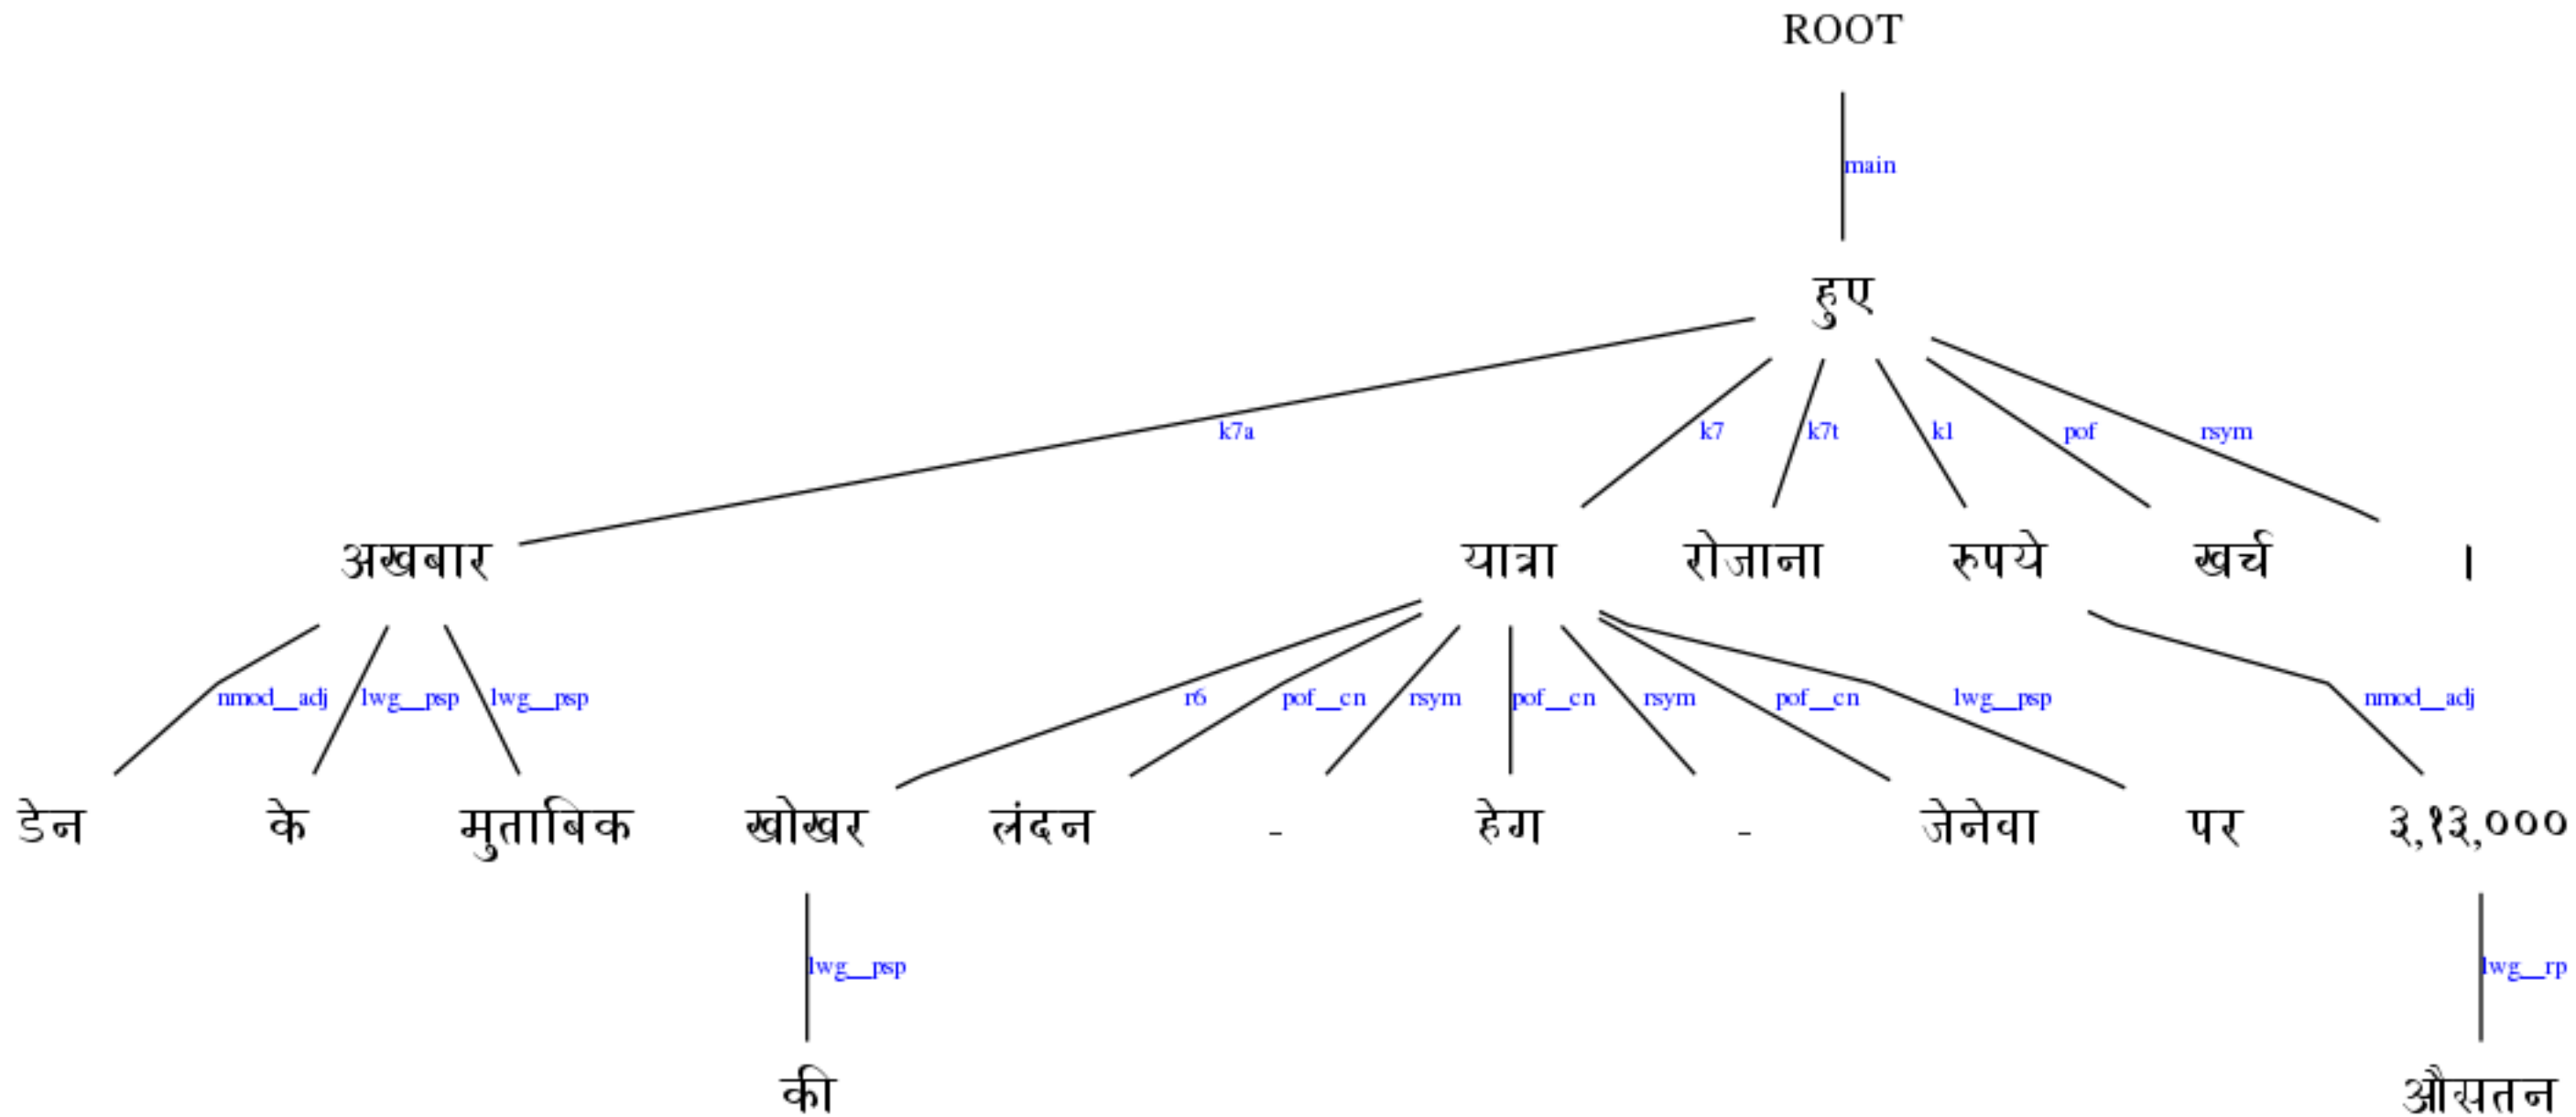 ROOT
main
हुए
k7a k7 k7t k1 pof rsym
अखबार यात्रा रोजाना रुपये खर्च ।
nmod__adj lwg__psp lwg__psp r6 pof__cn rsym pof__cn rsym pof__cn lwg__psp nmod__adj
डेन के मुताबिक खोखर लंदन - हेग - जेनेवा पर ३,१३,०००
lwg__psp lwg__rp
की औसतन